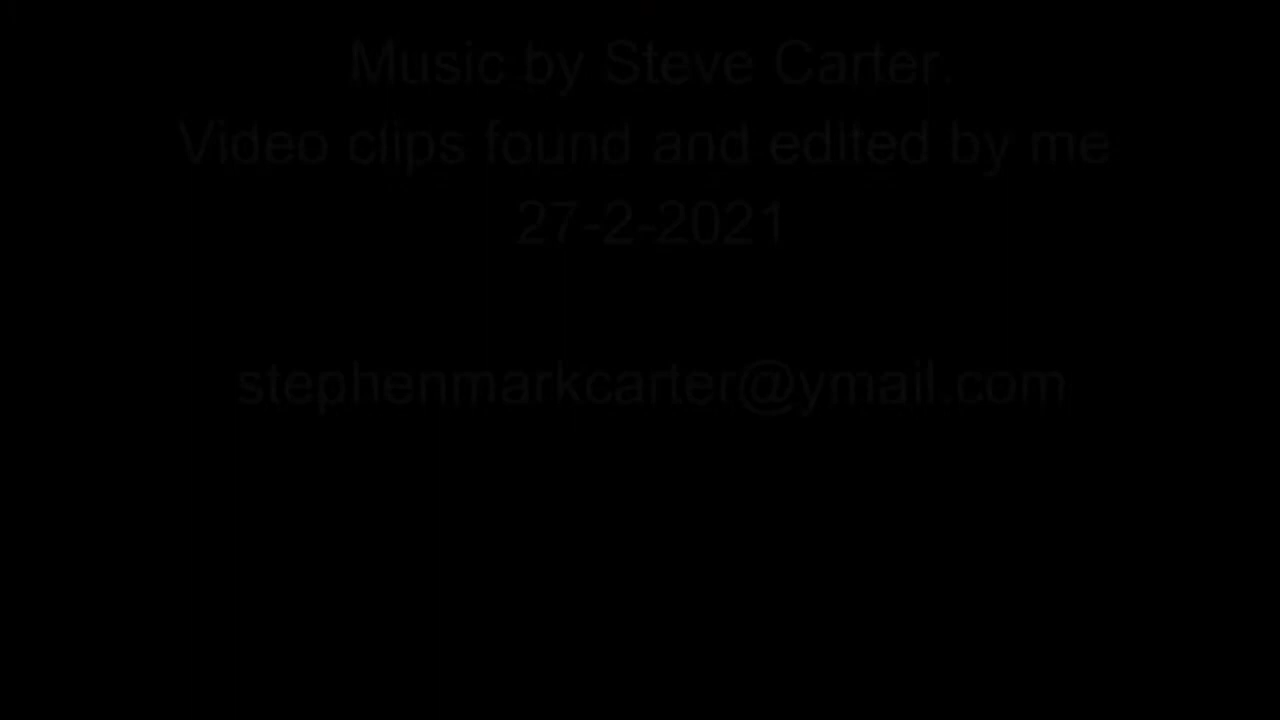 Music by Steve Carter.
Video clips found and edited by me
27-2-2021
stephenmarkcarter@ymail.com